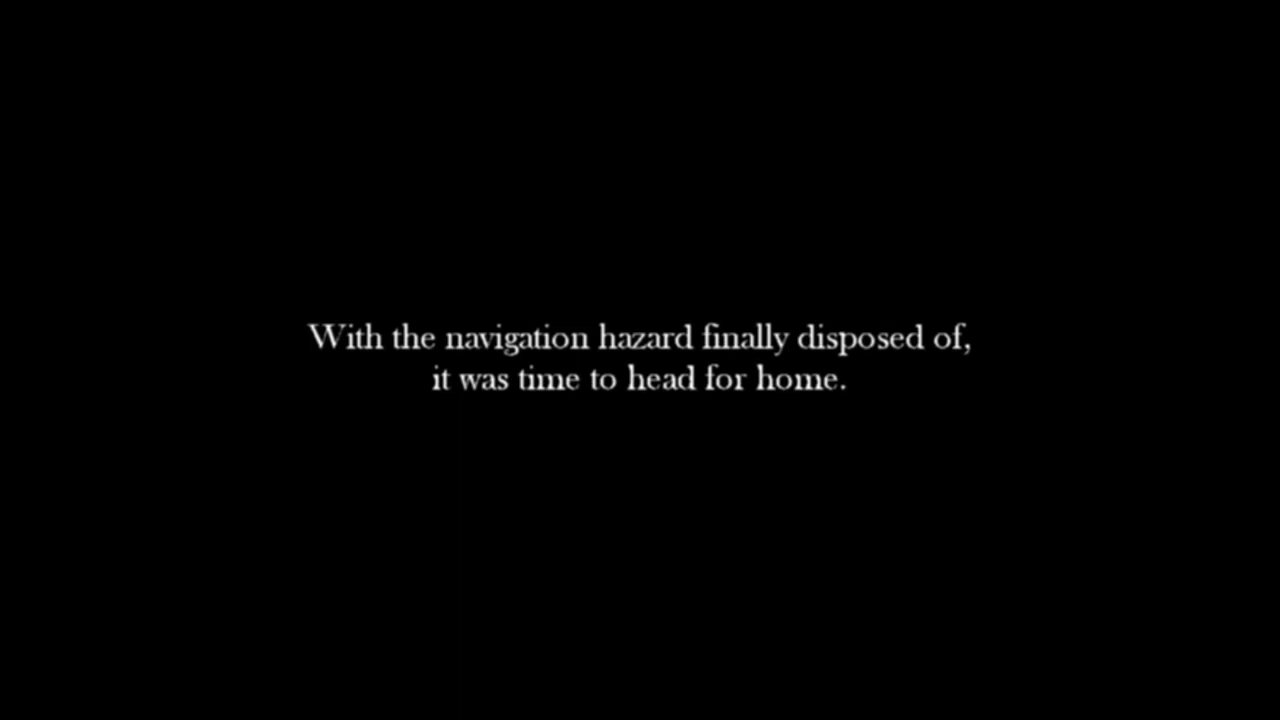 With the navigation hazard finally disposed of,
it was time to head for home.